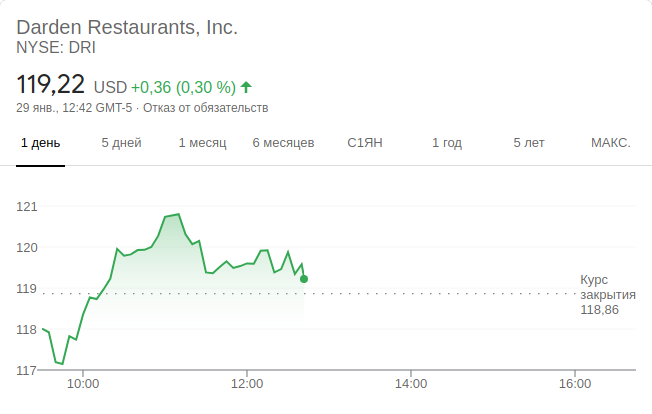 Darden Restaurants, Inc.
NYSE: DRI
119,22 USD +0,36 (0,30 %)
29 янв., 12:42 GMT-5 · Отказ от обязательств
1 день 5 дней 1 месяц 6 месяцев С1ЯН 1 год 5 лет МАКС.
121
120
119
118
117
Курс
закрытия
118,86
10:00 12:00 14:00 16:00